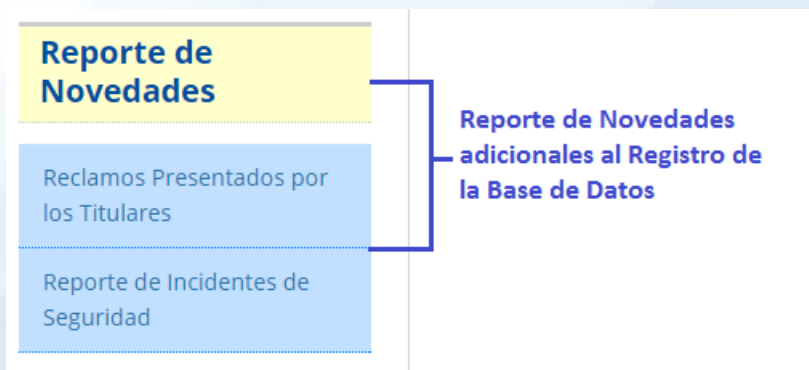 Reporte de
Novedades
Reclamos Presentados por
los Titulares
Reporte de Incidentes de
Seguridad
Reporte de Novedades
adicionales al Registro de
la Base de Datos